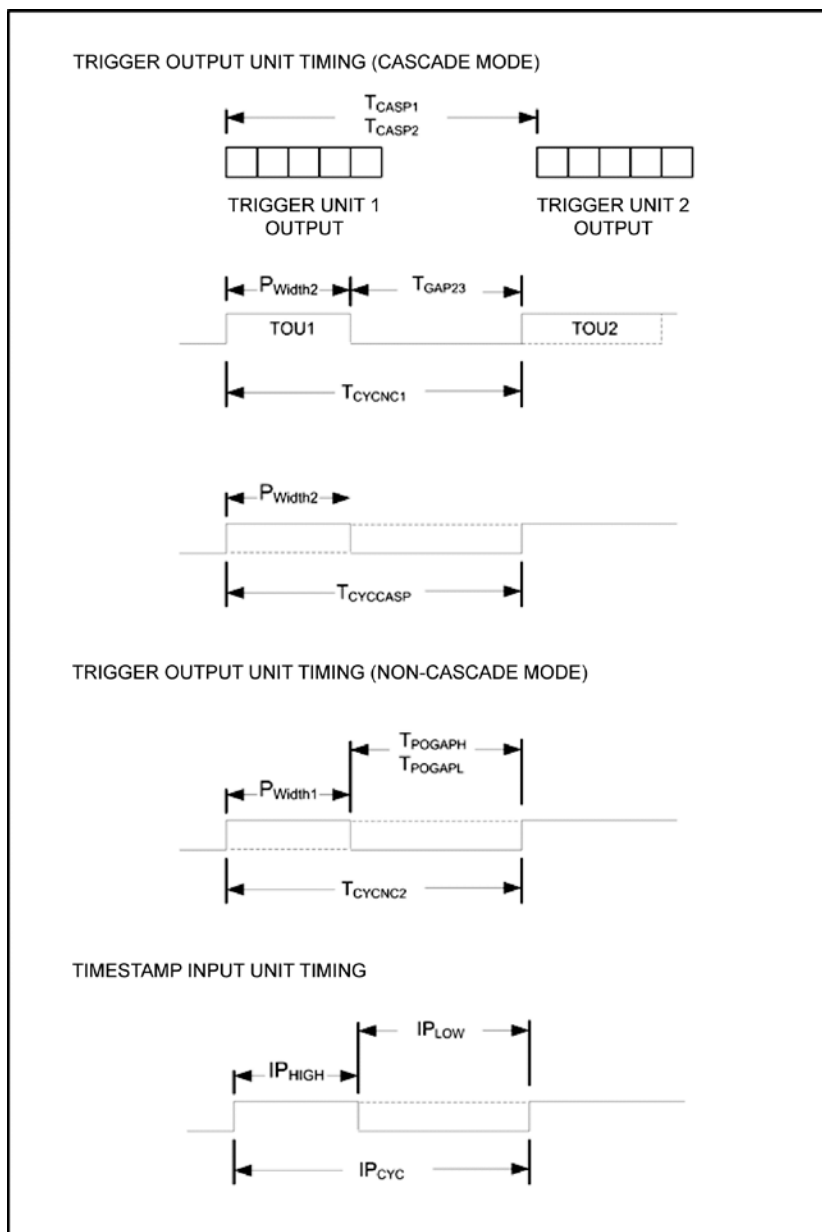 TRIGGER OUTPUT UNIT TIMING (CASCADE MODE)
TCASP1
TCASP2
TRIGGER UNIT 1
OUTPUT
TRIGGER UNIT 2
OUTPUT
PWidth2
TGAP23
TOU1
TOU2
TCYCNC1
PWidth2
TCYCCASP
TRIGGER OUTPUT UNIT TIMING (NON-CASCADE MODE)
TPOGAPH
TPOGAPL
PWidth1
TCYCNC2
TIMESTAMP INPUT UNIT TIMING
IPLOW
IPHIGH
IPCYC